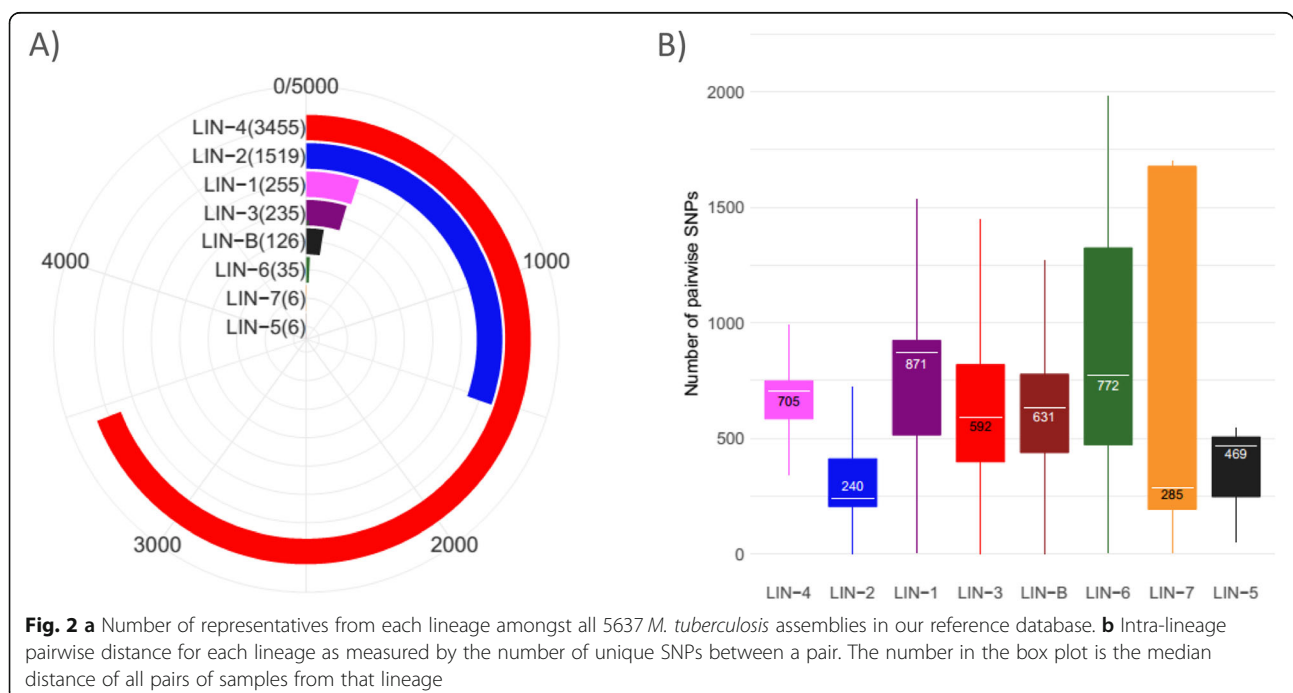 A)
0/5000
LIN-4(3455)
LIN-2(1519)
LIN-1(255)
LIN-3(235)
LIN-B(126)
LIN-6(35)
LIN-7(6)
LIN-5(6)
4000
1000
3000
2000
B)
Number of pairwise SNPs
2000
1500
1000
500
0
705
240
871
592
631
772
285
469
LIN-4 LIN-2 LIN-1 LIN-3 LIN-B LIN-6 LIN-7 LIN-5
Fig. 2 a Number of representatives from each lineage amongst all 5637 M. tuberculosis assemblies in our reference database. b Intra-lineage
pairwise distance for each lineage as measured by the number of unique SNPs between a pair. The number in the box plot is the median
distance of all pairs of samples from that lineage